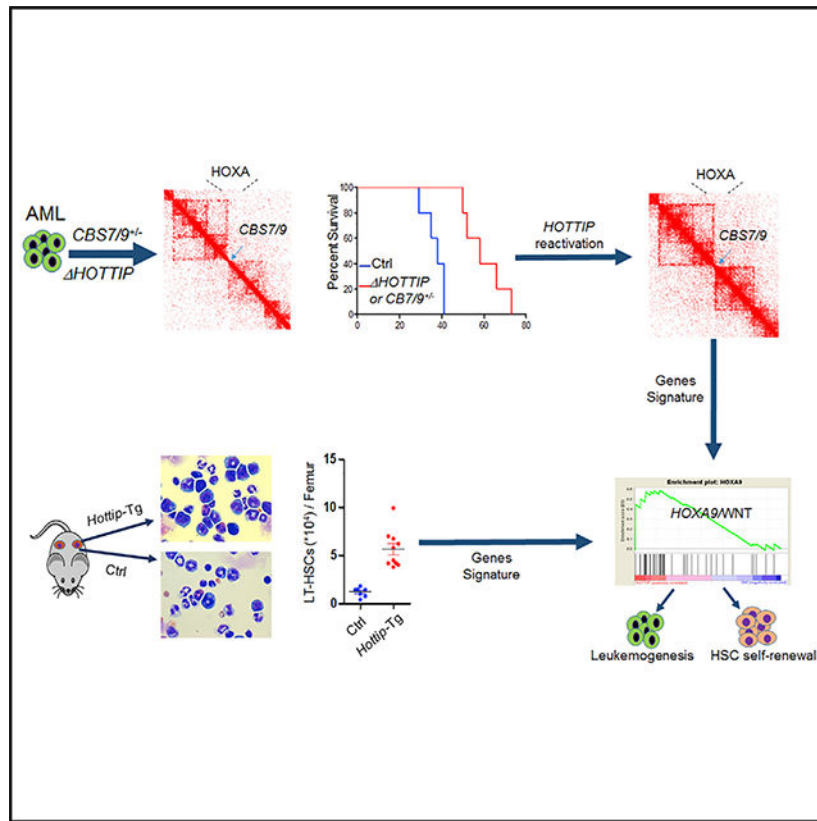 HOXA
HOXA
AML
CBS7/9+/-
ΔHOTTIP
CBS7/9
Percent Survival
100
80
60
40
20
0
Ctrl
ΔHOTTIP
or CB7/9+/-
0 20 40 60 80
HOTTIP
reactivation
CBS7/9
Genes
Signature
Hottip-Tg
Ctrl
LT-HSCs (*10⁴) / Femur
15
10
5
0
Ctrl
Hottip-Tg
Genes
Signature
Enrichment plot: HOXA9
HOXA9/WNT
Leukemogenesis
HSC self-renewal